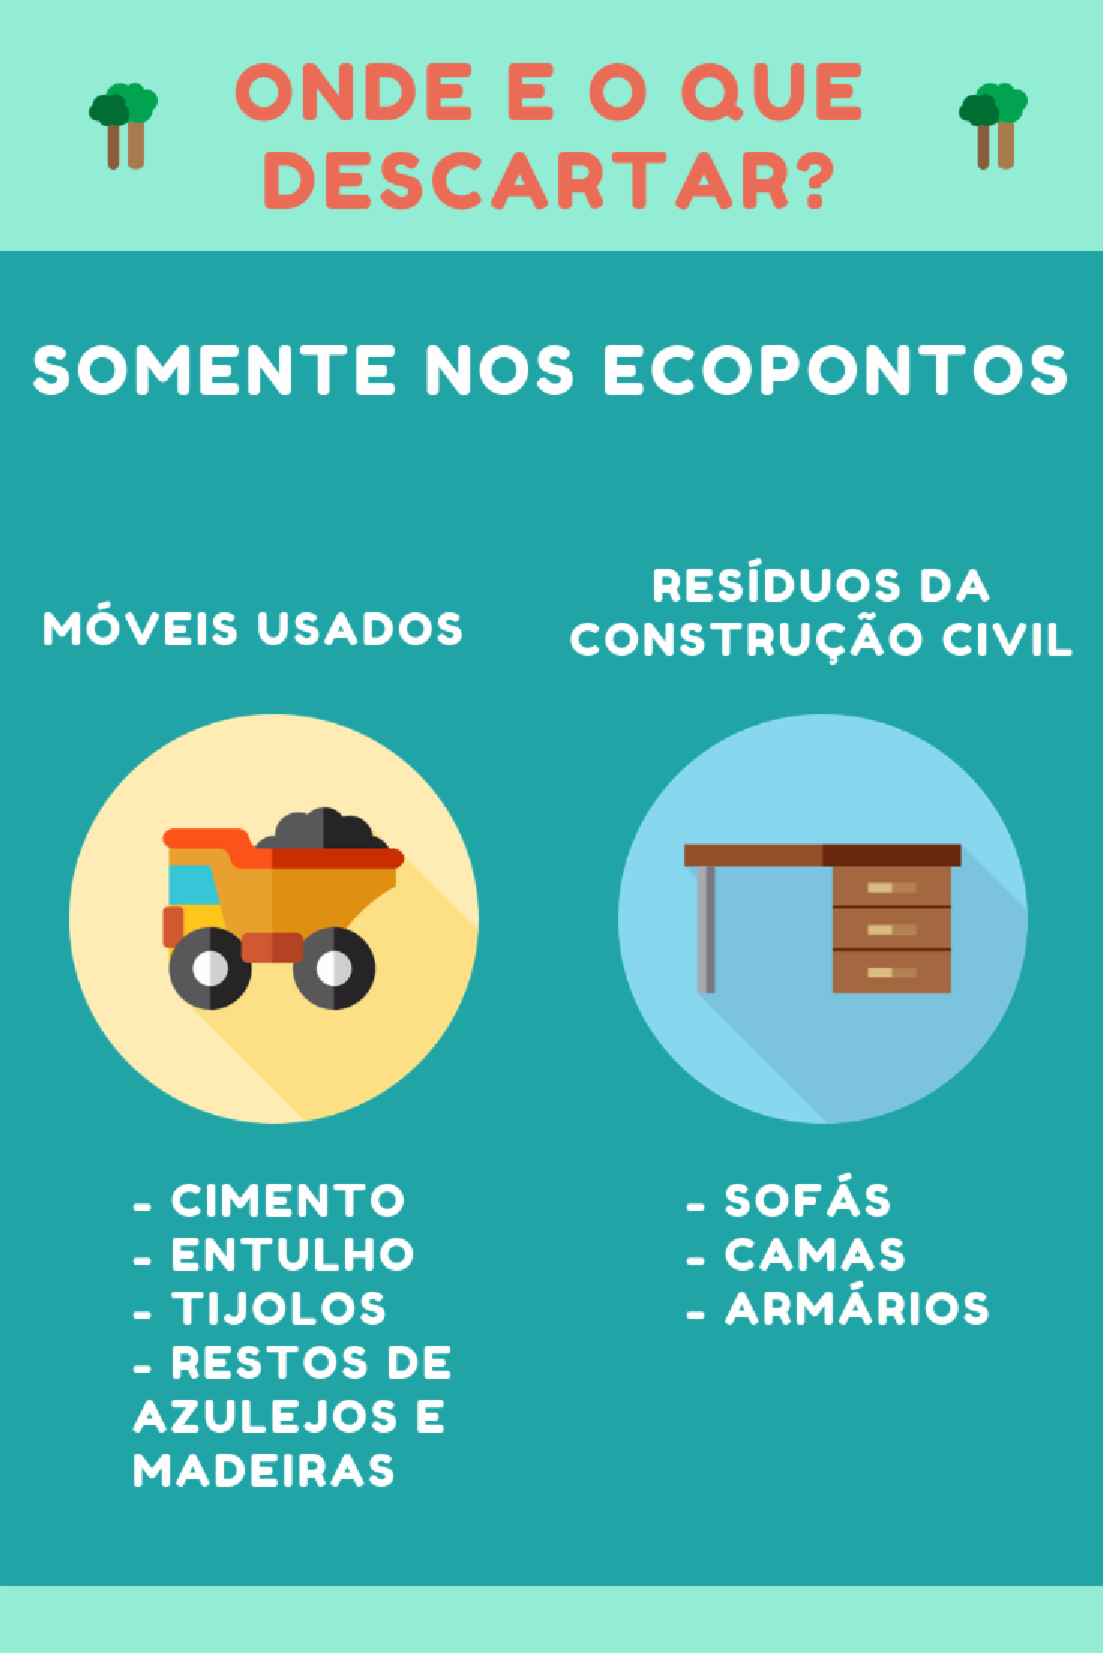 ONDE E O QUE
DESCARTAR?
SOMENTE NOS ECOPONTOS
MÓVEIS USADOS
RESÍDUOS DA
CONSTRUÇÃO CIVIL
- CIMENTO
- ENTULHO
- TIJOLOS
- RESTOS DE
AZULEJOS E
MADEIRAS
- SOFÁS
- CAMAS
- ARMÁRIOS